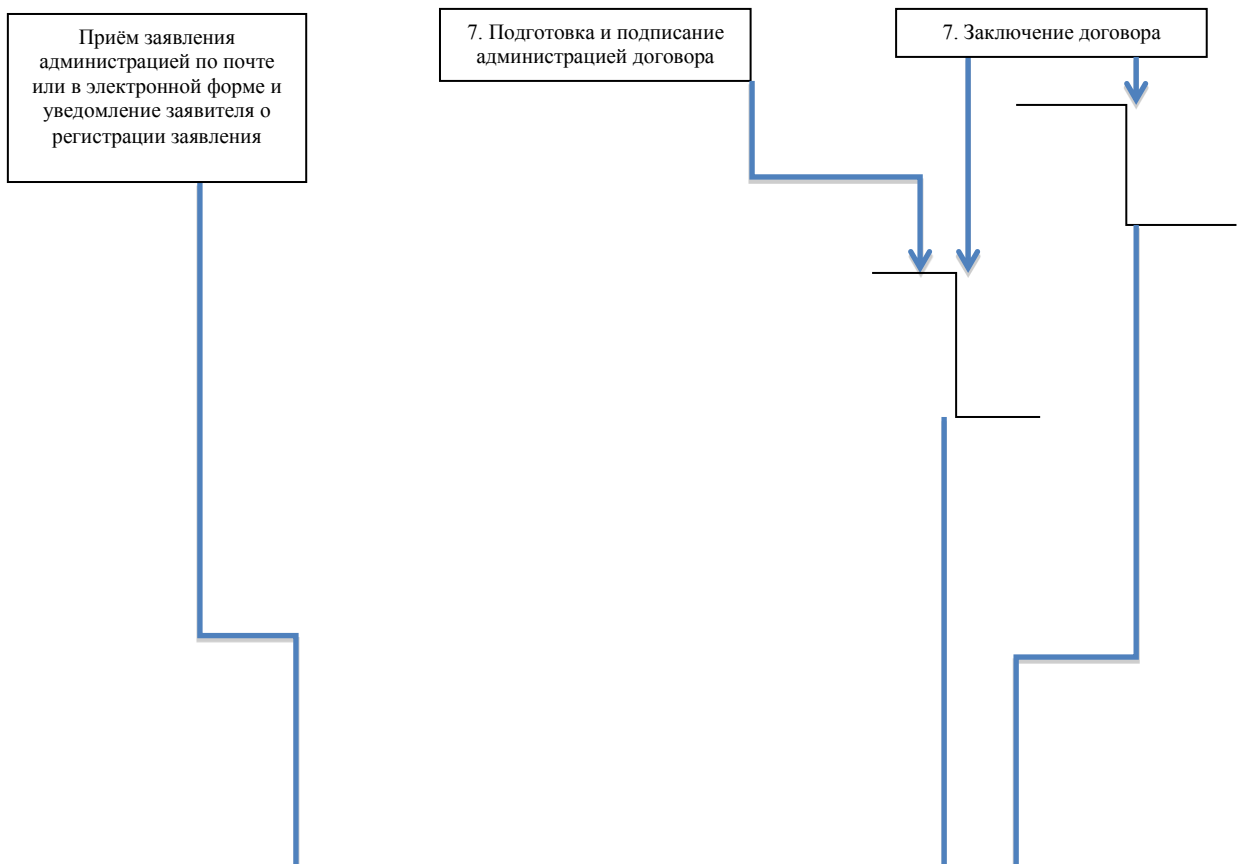 Приём заявления
администрацией по почте
или в электронной форме и
уведомление заявителя о
регистрации заявления
7. Подготовка и подписание
администрацией договора
7. Заключение договора